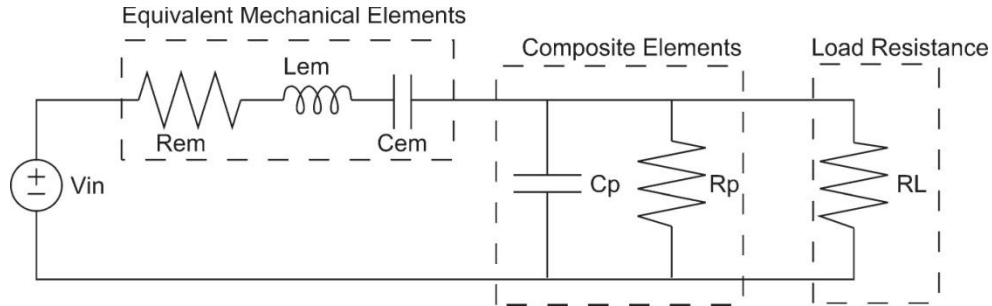 Equivalent Mechanical Elements
Composite Elements
Load Resistance
Lem
Rem
Cem
Vin
Cp
Rp
RL